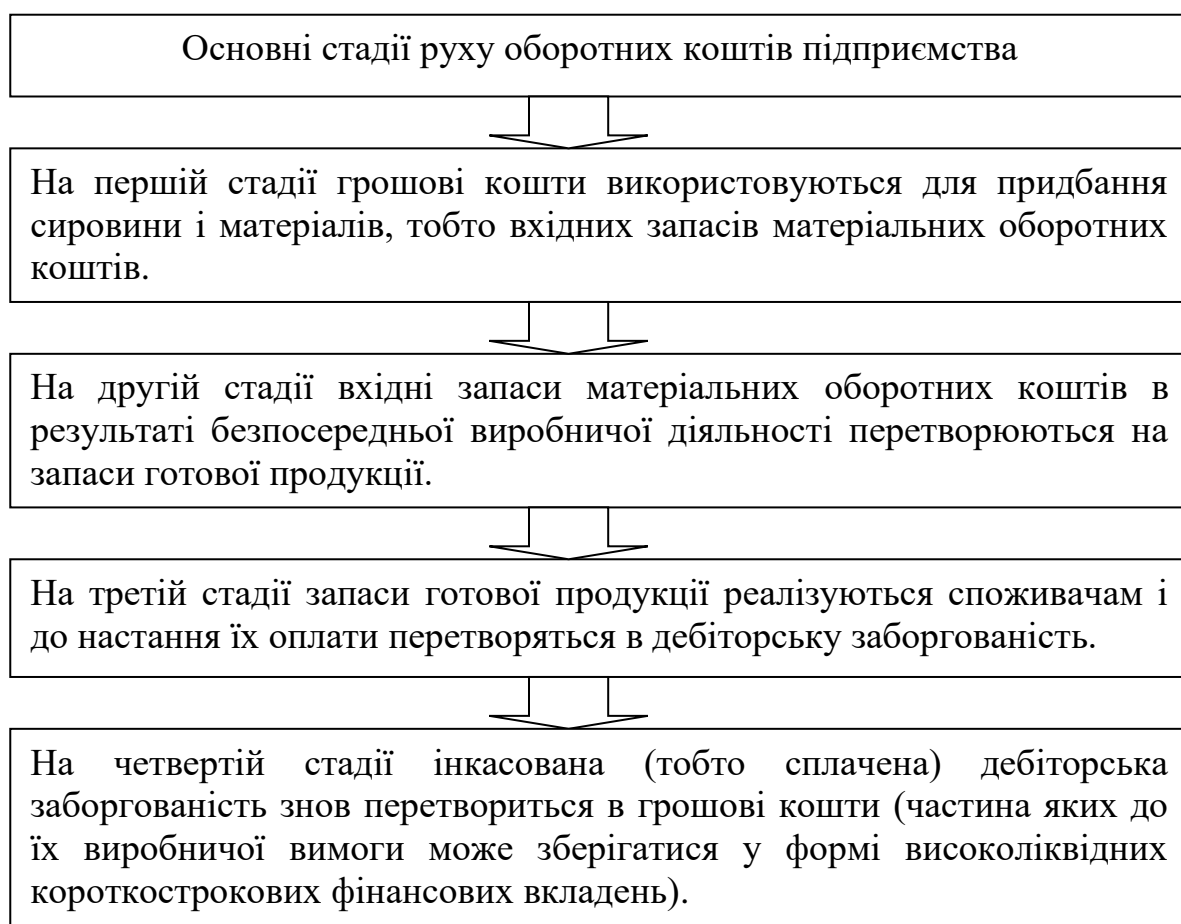 Основні стадії руху оборотних коштів підприємства
На першій стадії грошові кошти використовуються для придбання
сировини і матеріалів, тобто вхідних запасів матеріальних оборотних
коштів.
На другій стадії вхідні запаси матеріальних оборотних коштів в
результаті безпосередньої виробничої діяльності перетворюються на
запаси готової продукції.
На третій стадії запаси готової продукції реалізуються споживачам і
до настання їх оплати перетворяться в дебіторську заборгованість.
На четвертій стадії інкасована (тобто сплачена) дебіторська
заборгованість знов перетвориться в грошові кошти (частина яких до
їх виробничої вимоги може зберігатися у формі високоліквідних
короткострокових фінансових вкладень).